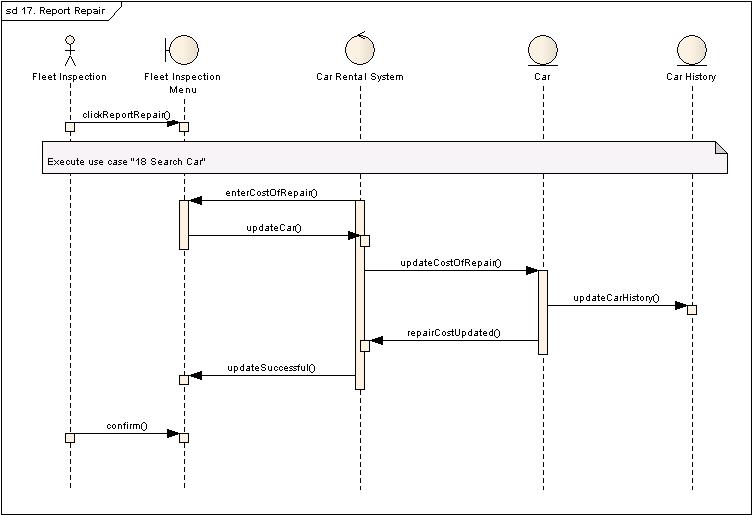 sd 17. Report Repair
Fleet Inspection
Fleet Inspection
Menu
Car Rental System
Car
Car History
clickReportRepair()
Execute use case "18 Search Car"
enterCostOfRepair()
updateCar()
updateCostOfRepair()
updateCarHistory()
repairCostUpdated()
updateSuccessful()
confirm()